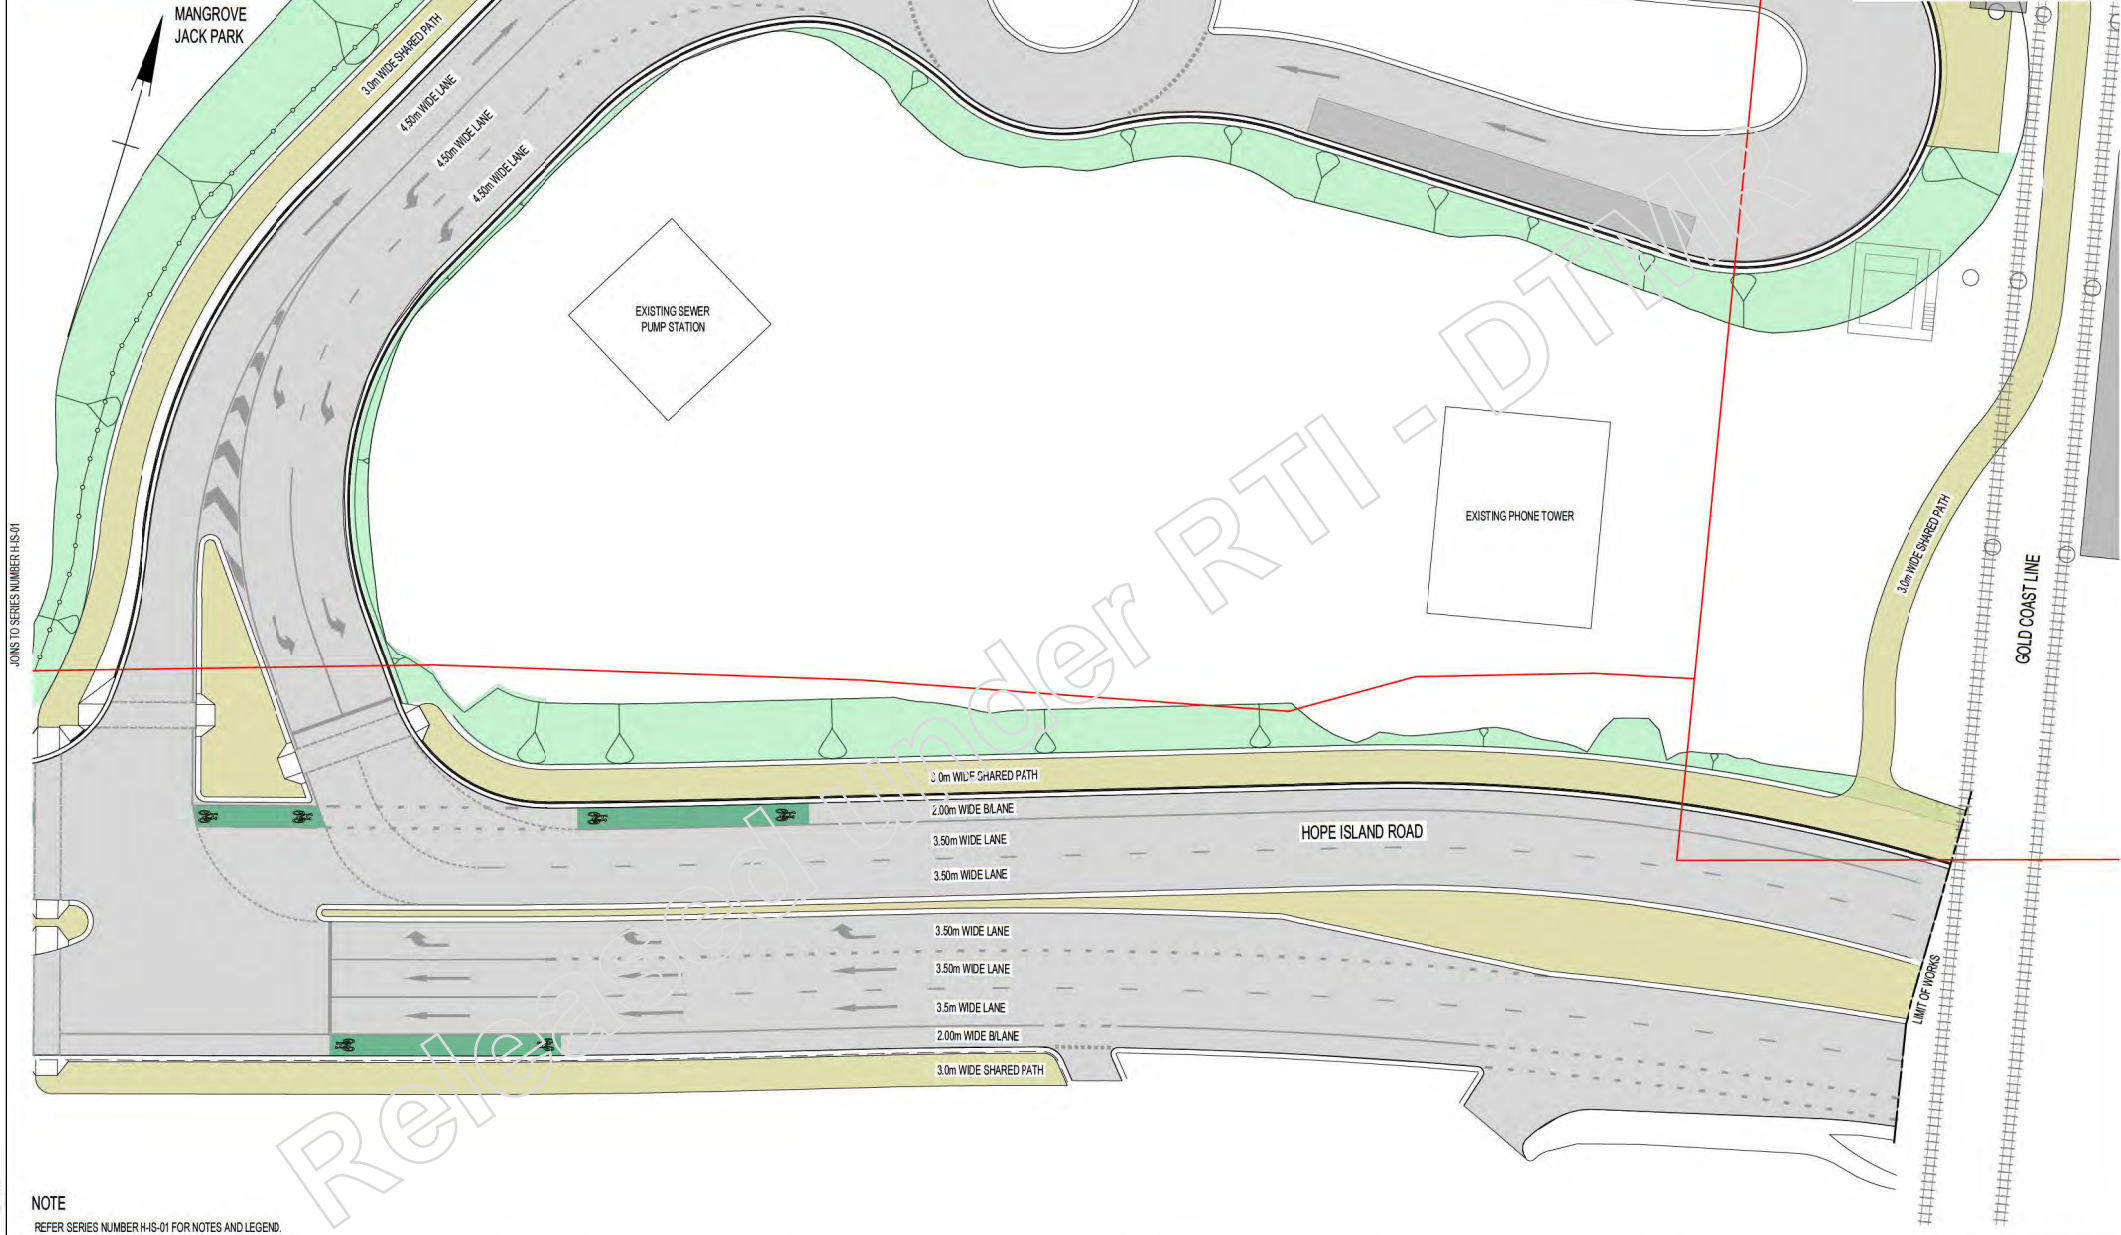 MANGROVE
JACK PARK
3.0m WIDE SHARED PATH
4.50m WIDE LANE
4.50m WIDE LANE
4.50m WIDE LANE
EXISTING SEWER
PUMP STATION
EXISTING PHONE TOWER
3.0m WIDE SHARED PATH
GOLD COAST LINE
JOINS TO SERIES NUMBER H-IS-01
3.0m WIDE SHARED PATH
2.00m WIDE B/LANE
3.50m WIDE LANE
HOPE ISLAND ROAD
3.50m WIDE LANE
3.50m WIDE LANE
3.50m WIDE LANE
3.5m WIDE LANE
2.00m WIDE B/LANE
3.0m WIDE SHARED PATH
LIMIT OF WORKS
Released under RTI - DTMR
NOTE
REFER SERIES NUMBER H-IS-01 FOR NOTES AND LEGEND.